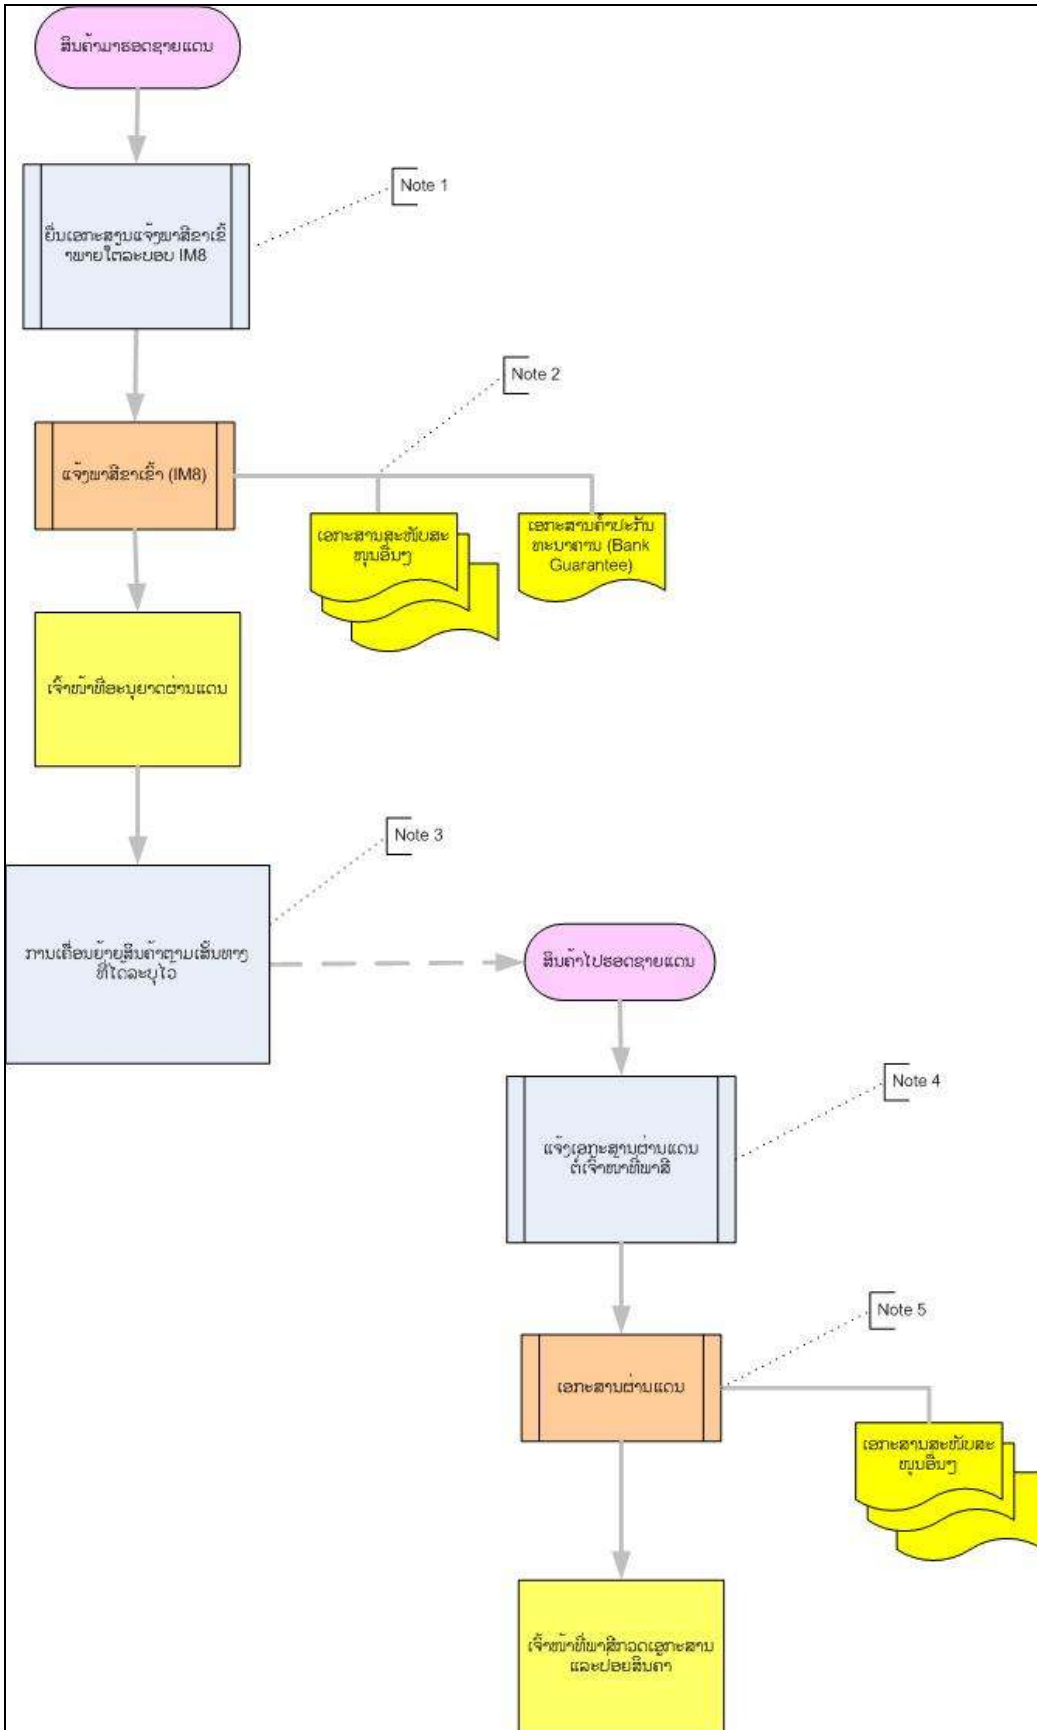 ສິນຄ້າມາຮອດຊາຍແດນ
Note 1
ຍື່ນເອກະສານແຈ້ງພາສີຂາເຂົ້
າພາຍໃຕ້ລະບອບ IM8
Note 2
ແຈ້ງພາສີຂາເຂົ້າ (IM8)
ເອກະສານສະໜັບສະ
ໜຸນອື່ນໆ
ເອກະສານຄ້ຳປະກັນ
ທະນາຄານ (Bank
Guarantee)
ເຈົ້າໜ້າທີ່ອະນຸຍາດຜ່ານແດນ
Note 3
ການເຄື່ອນຍ້າຍສິນຄ້າຕາມເສັ້ນທາງ
ທີ່ໄດ້ລະບຸໄວ້
ສິນຄ້າໄປຮອດຊາຍແດນ
Note 4
ແຈ້ງເອກະສານຜ່ານແດນ
ຕໍ່ເຈົ້າໜ້າທີ່ພາສີ
Note 5
ເອກະສານຜ່ານແດນ
ເອກະສານສະໜັບສະ
ໜຸນອື່ນໆ
ເຈົ້າໜ້າທີ່ພາສີກວດເອກະສານ
ແລະປ່ອຍສິນຄ້າ